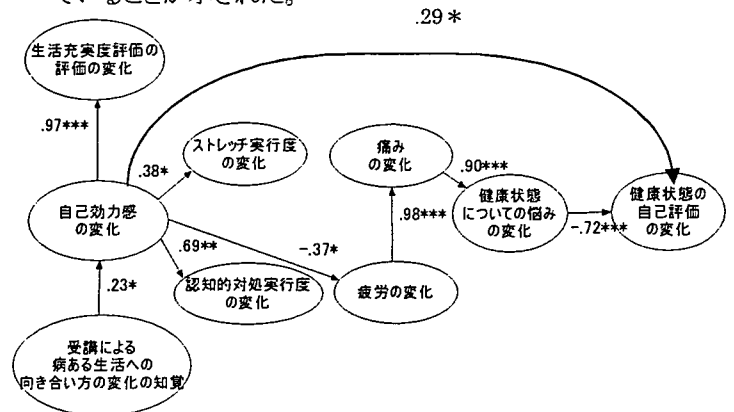 ていることが示された。
.29*
生活充実度評価の
評価の変化
.97***
ストレッチ実行度
の変化
.38*
痛み
の変化
.90***
自己効力感
の変化
健康状態
についての悩み
の変化
健康状態の
自己評価
の変化
.98***
-.72***
.69**
-.37*
認知的対処実行度
の変化
疲労の変化
.23*
受講による
病ある生活への
向き合い方の変化の知覚